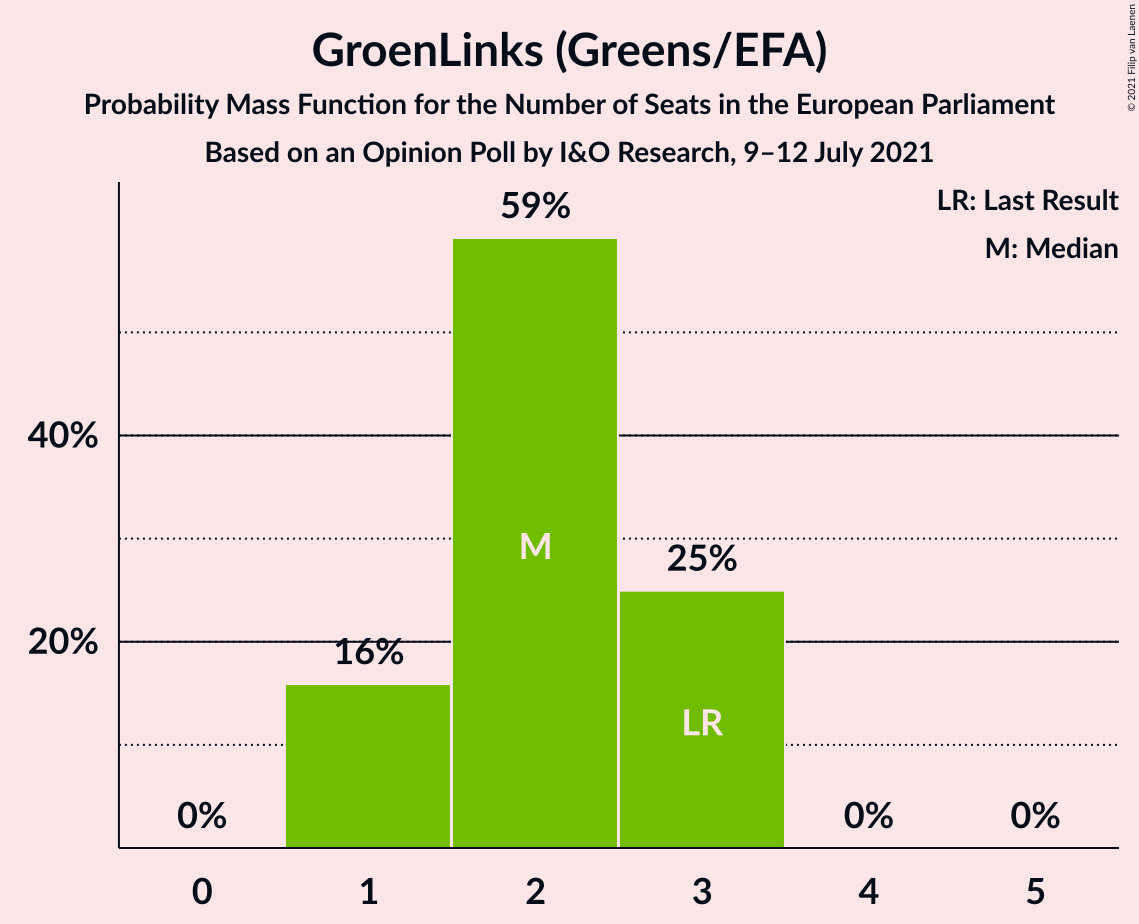 GroenLinks (Greens/EFA)
Probability Mass Function for the Number of Seats in the European Parliament
Based on an Opinion Poll by I&O Research, 9–12 July 2021
© 2021 Filip van Laenen
LR: Last Result
M: Median
59%
40%
M
25%
20%
16%
LR
0%
0%
0%
0
1
2
3
4
5